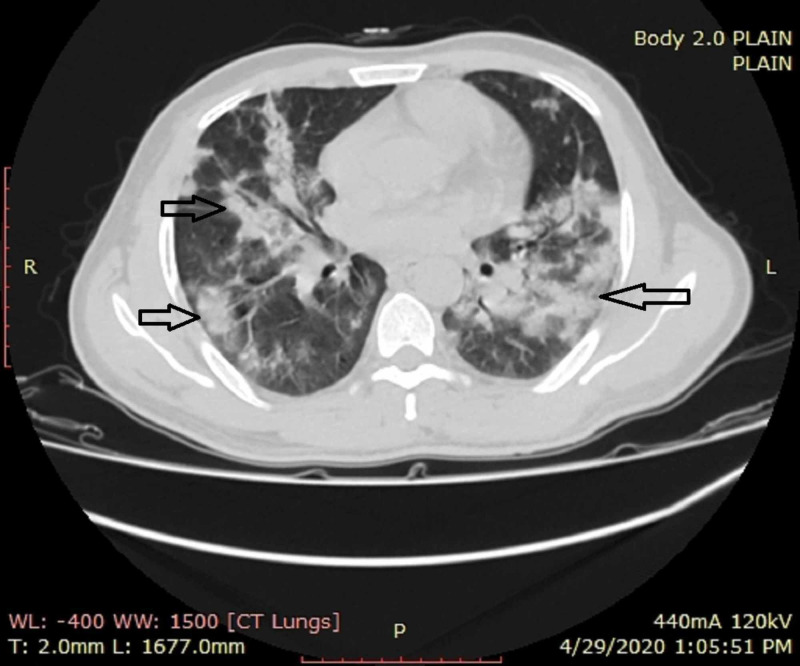 Body 2.0 PLAIN
PLAIN
R
L
WL: -400 WW: 1500 [CT Lungs]
T: 2.0mm L: 1677.0mm
P
440mA 120kV
4/29/2020 1:05:51 PM